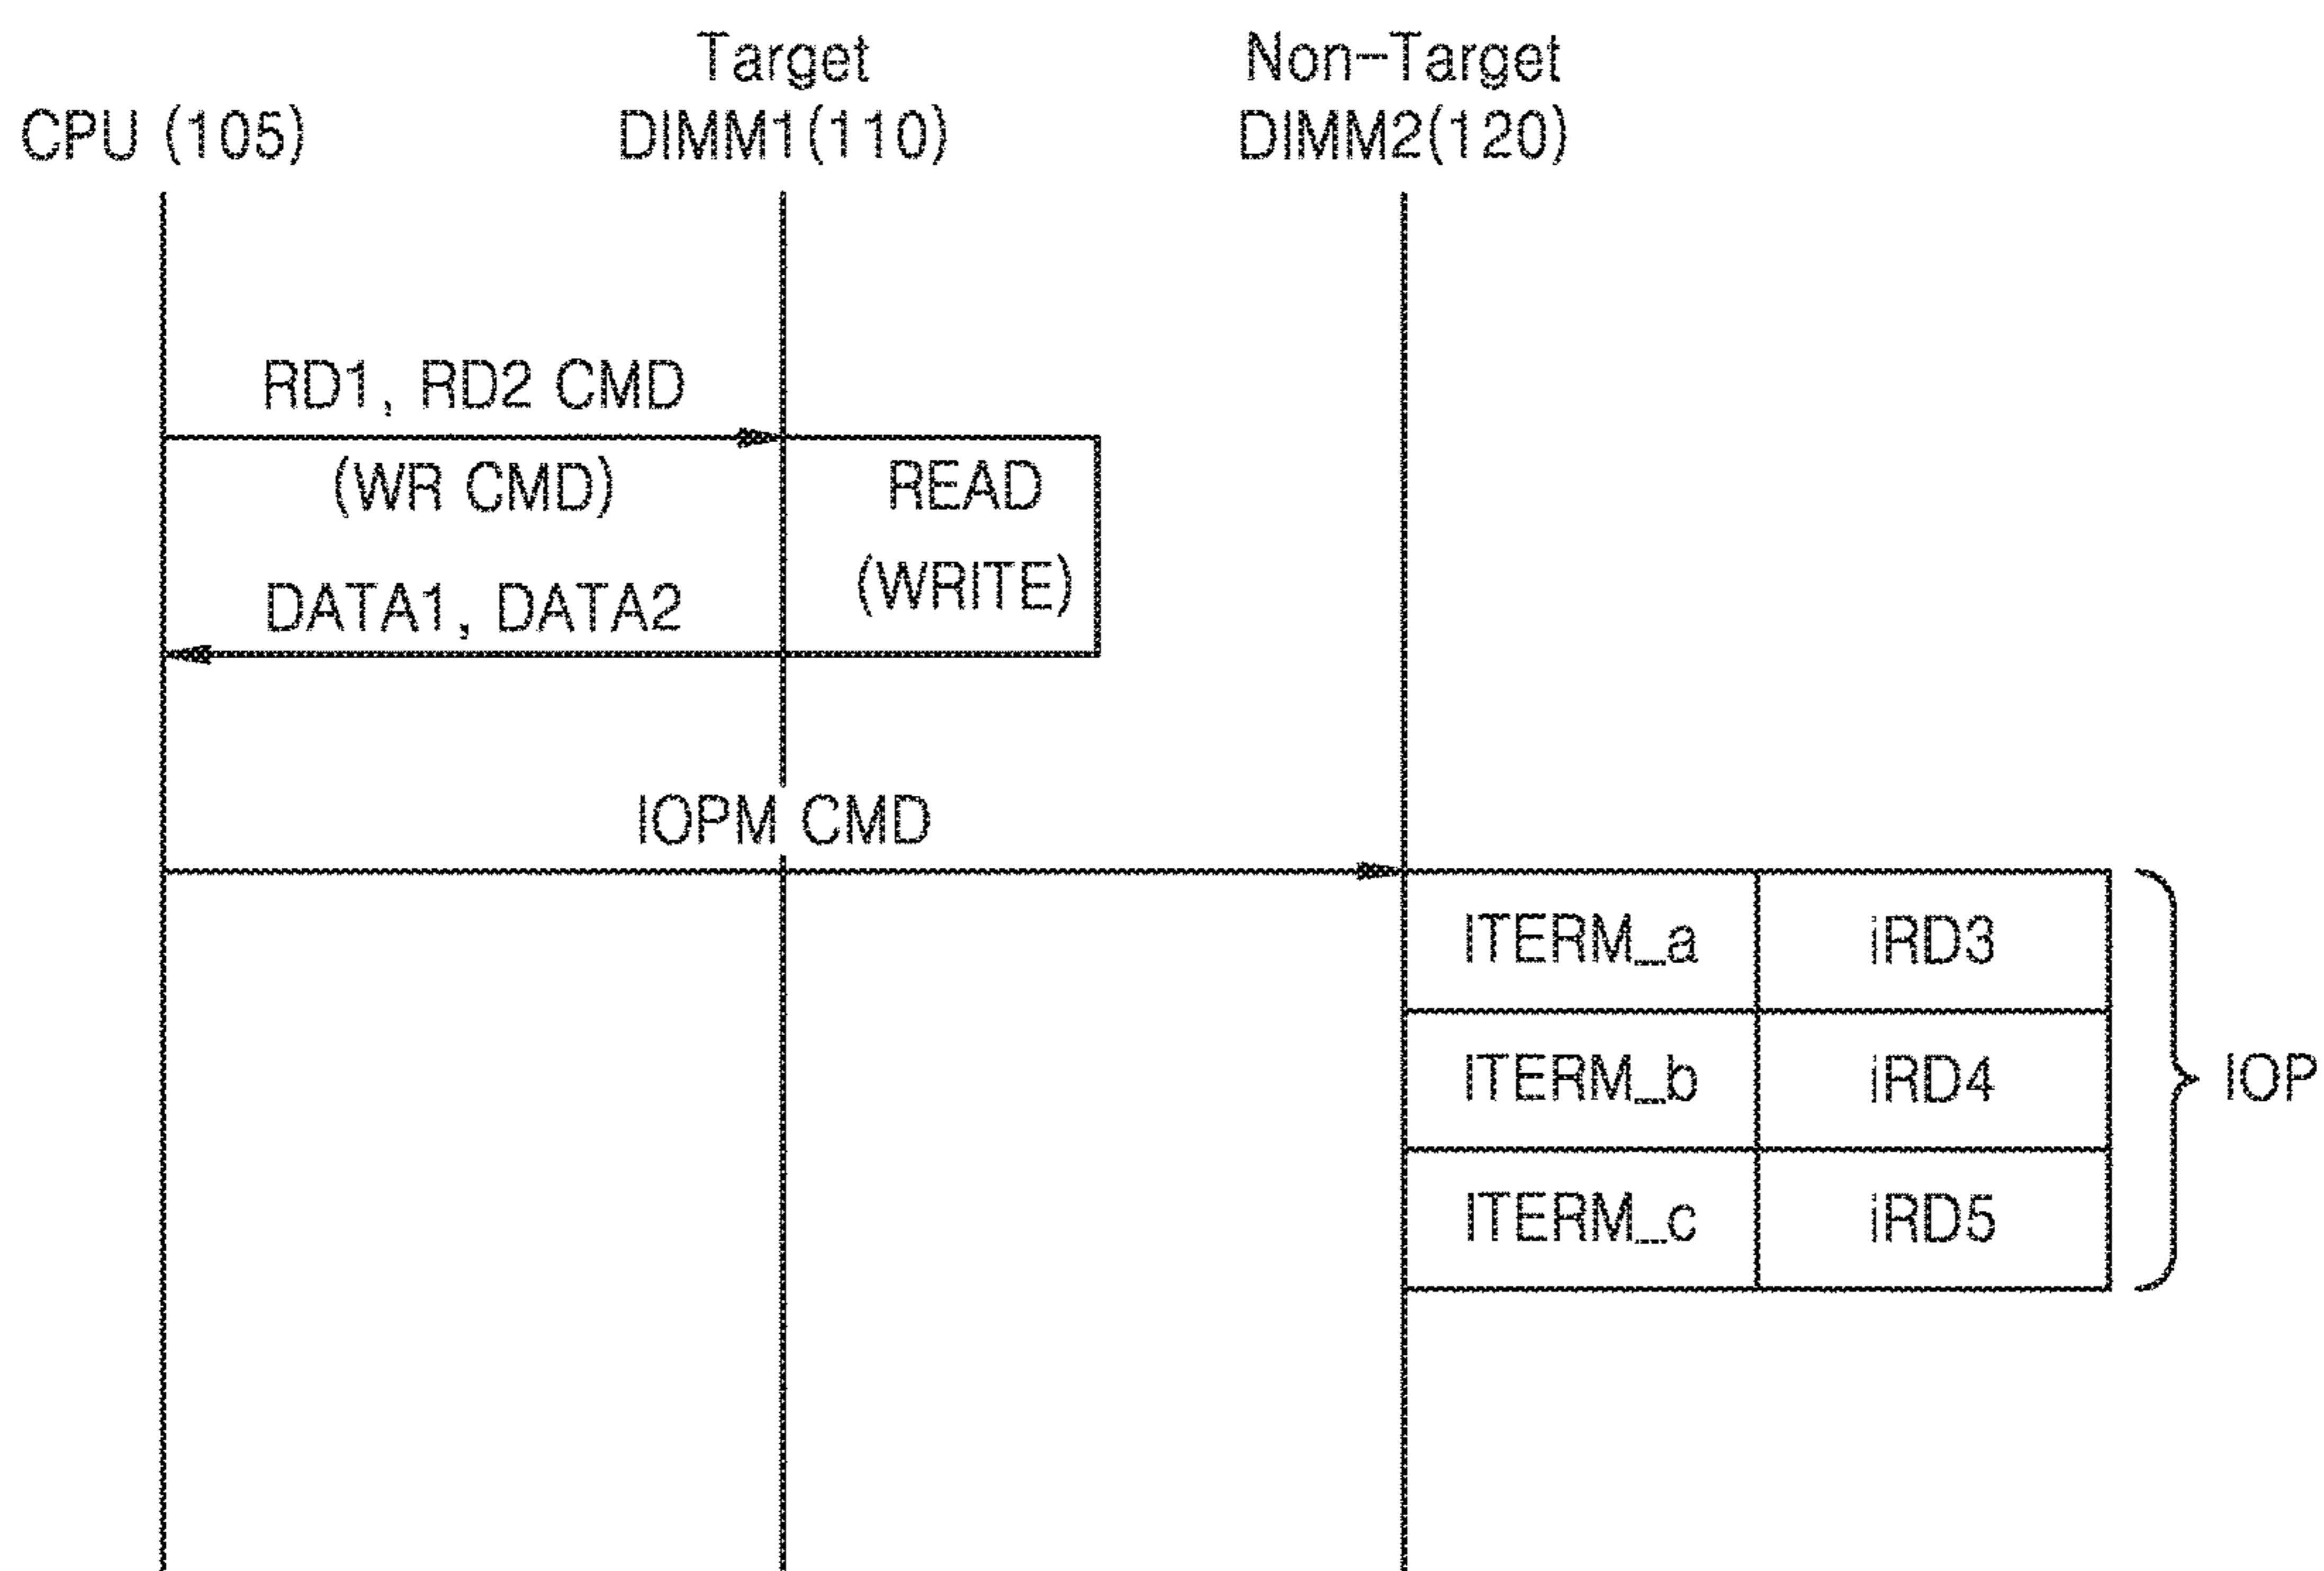 CPU (105)
Target
DIMM1(110)
Non-Target
DIMM2(120)
RD1, RD2 CMD
(WR CMD)
READ
(WRITE)
DATA1, DATA2
IOPM CMD
ITERM_a iRD3
ITERM_b iRD4
ITERM_c iRD5
IOP